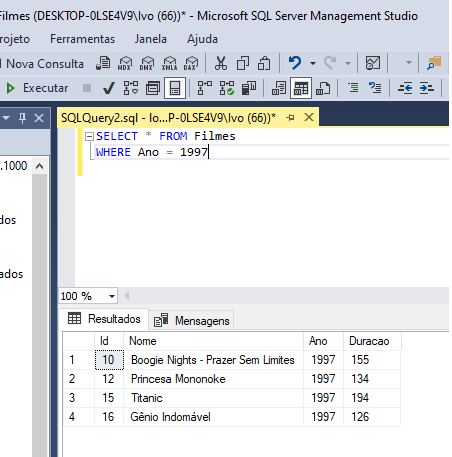 Filmes (DESKTOP-0LSE4V9\Ivo (66))* - Microsoft SQL Server Management Studio
rojeto Ferramentas Janela Ajuda
Nova Consulta MDX DMX XMLA DAX
Executar
SQLQuery2.sql - lo...P-0LSE4V9\Ivo (66))*
.1000
SELECT * FROM Filmes
WHERE Ano = 1997
dos
ados
100 %
Resultados Mensagens
Id Nome Ano Duracao
1 10 Boogie Nights - Prazer Sem Limites 1997 155
2 12 Princesa Mononoke 1997 134
3 15 Titanic 1997 194
4 16 Gênio Indomável 1997 126